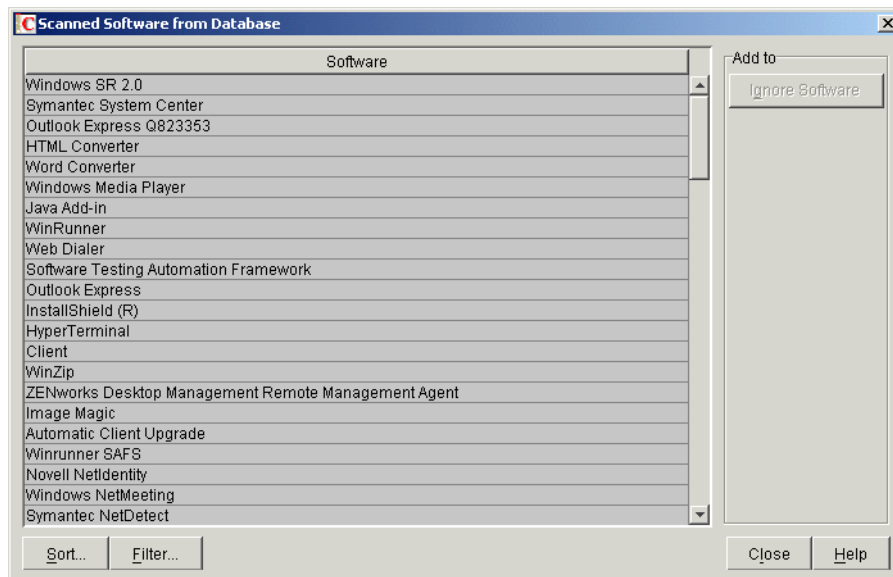 Scanned Software from Database
Software
Windows SR 2.0
Symantec System Center
Outlook Express Q823353
HTML Converter
Word Converter
Windows Media Player
Java Add-in
WinRunner
Web Dialer
Software Testing Automation Framework
Outlook Express
InstallShield (R)
HyperTerminal
Client
WinZip
ZENworks Desktop Management Remote Management Agent
Image Magic
Automatic Client Upgrade
Winrunner SAFS
Novell NetIdentity
Windows NetMeeting
Symantec NetDetect
Add to
Ignore Software
Sort... Filter... Close Help